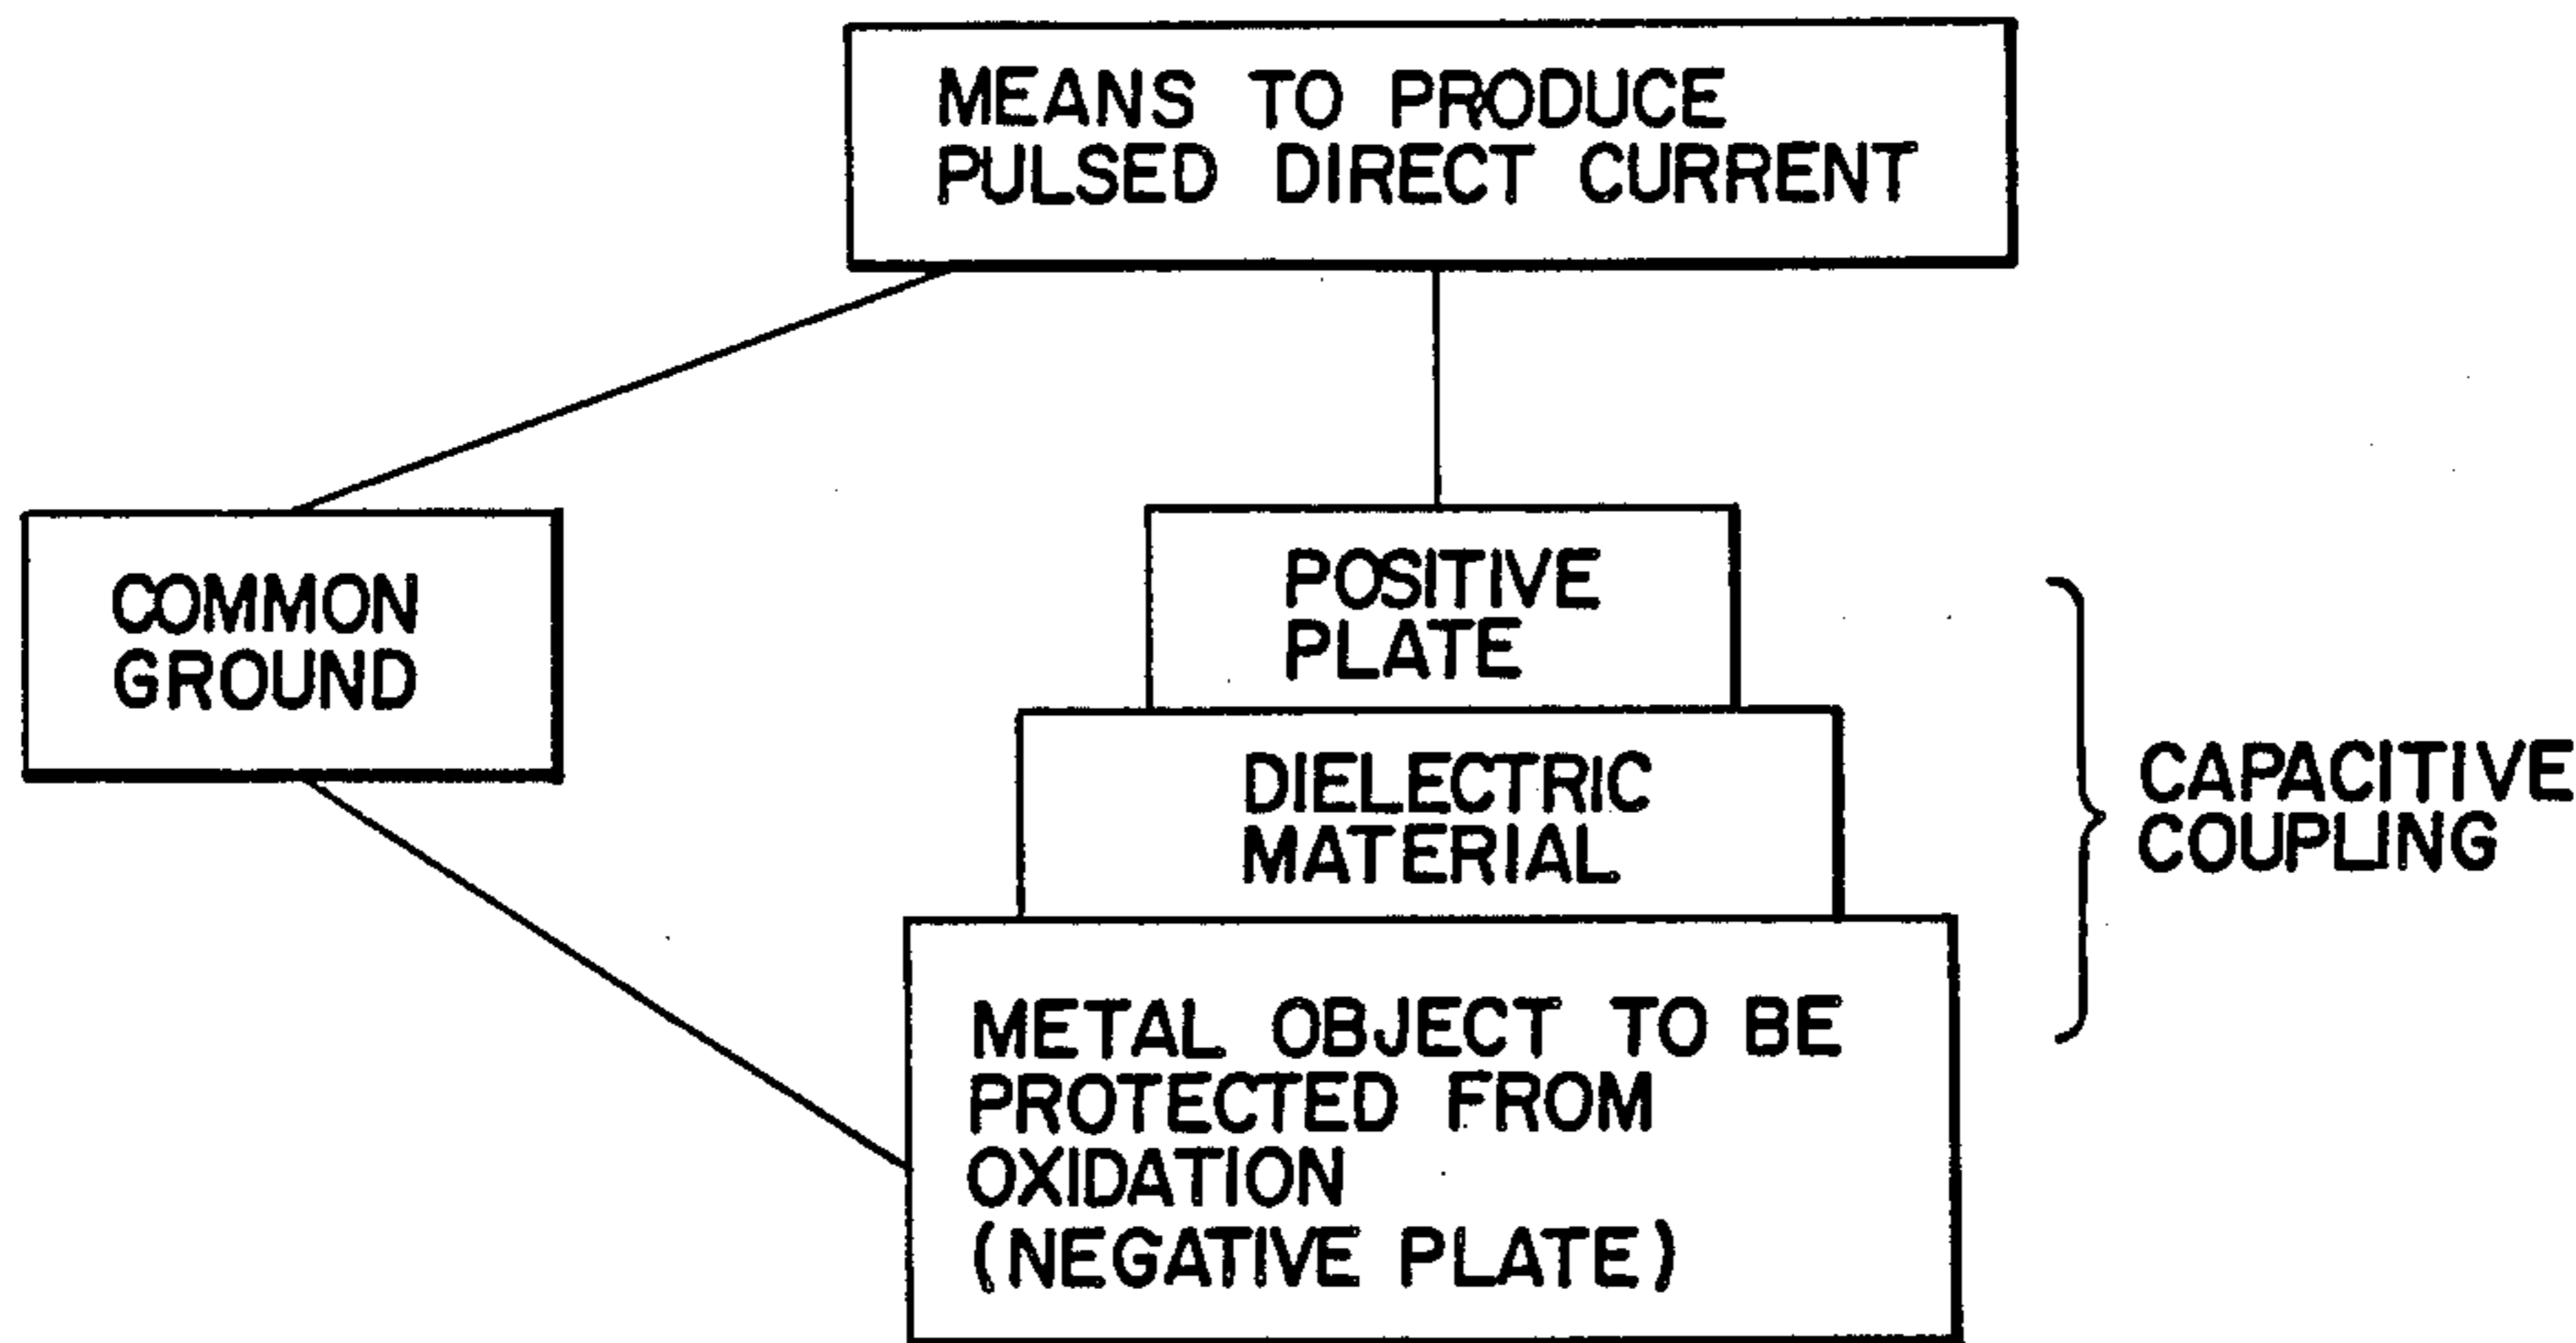 MEANS TO PRODUCE
PULSED DIRECT CURRENT
COMMON
GROUND
POSITIVE
PLATE
DIELECTRIC
MATERIAL
CAPACITIVE
COUPLING
METAL OBJECT TO BE
PROTECTED FROM
OXIDATION
(NEGATIVE PLATE)